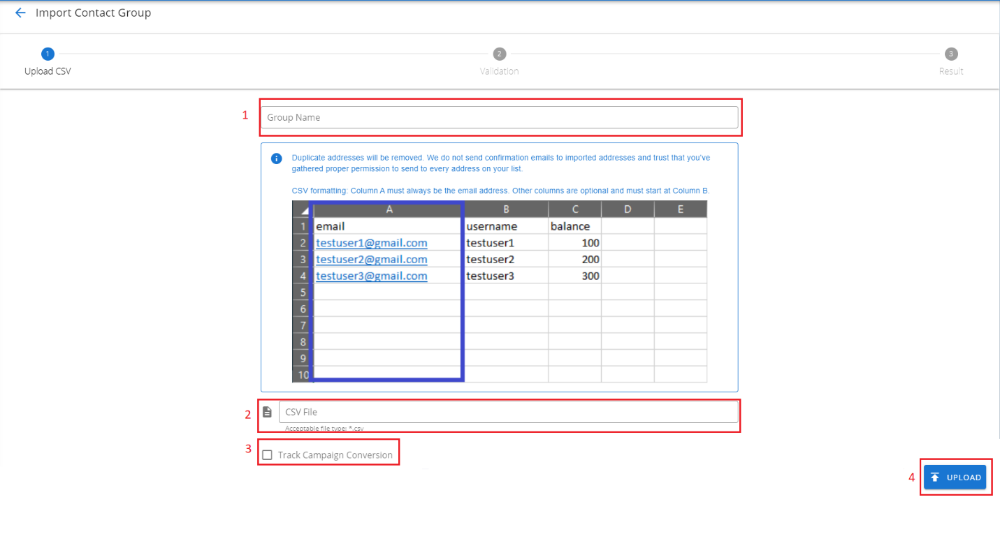 Import Contact Group
1 2 3
Upload CSV Validation Result
1 Group Name
Duplicate addresses will be removed. We do not send confirmation emails to imported addresses and trust that you've
gathered proper permission to send to every address on your list.
CSV formatting: Column A must always be the email address. Other columns are optional and must start at Column B.
A B C D E
1 email username balance
2 testuser1@gmail.com testuser1 100
3 testuser2@gmail.com testuser2 200
4 testuser3@gmail.com testuser3 300
5
6
7
8
9
10
2 CSV File
Acceptable file type: *.csv
3 Track Campaign Conversion
4 UPLOAD